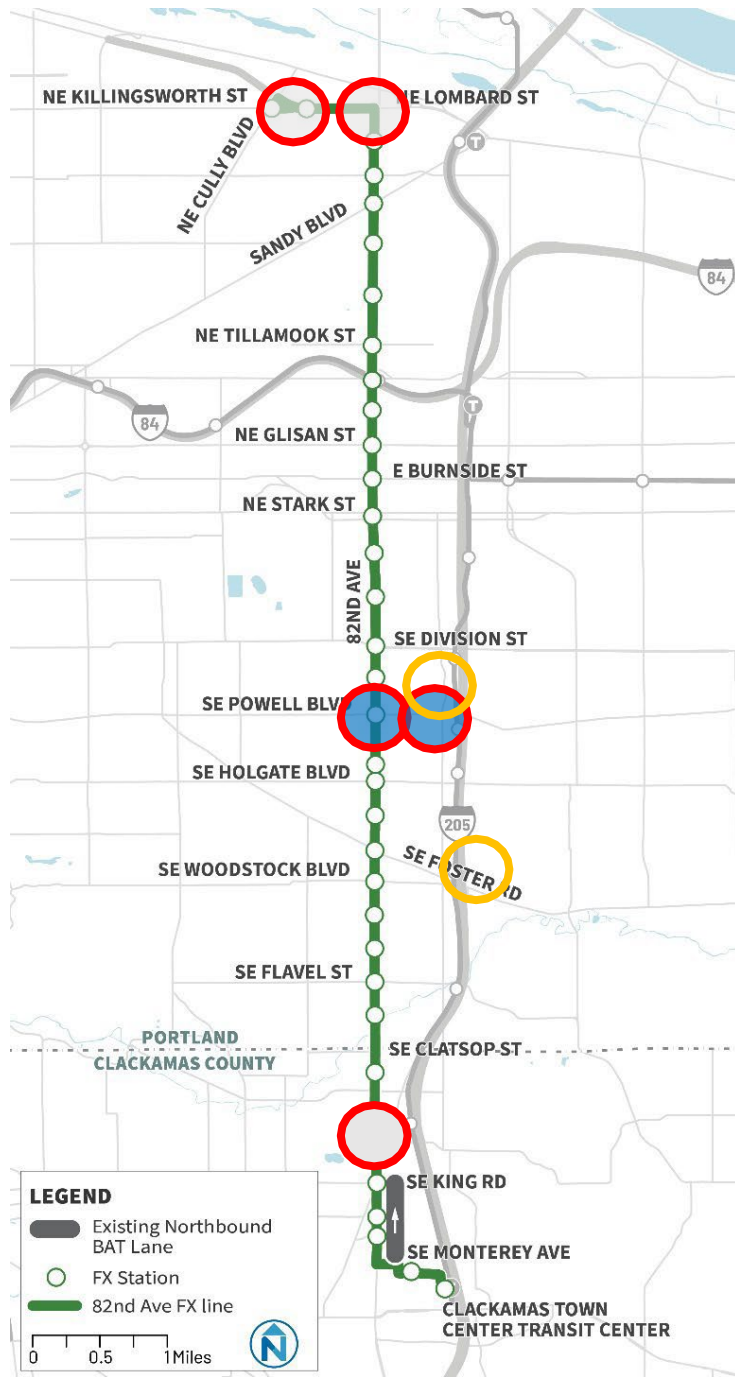 NE KILLINGSWORTH ST
NE LOMBARD ST
T
NE CULLY BLVD
SANDY BLVD
84
NE TILLAMOOK ST
84
T
NE GLISAN ST
E BURNSIDE ST
NE STARK ST
82ND AVE
SE DIVISION ST
SE POWELL BLVD
SE HOLGATE BLVD
205
SE FOSTER RD
SE WOODSTOCK BLVD
SE FLAVEL ST
PORTLAND
CLACKAMAS COUNTY
SE CLATSOP ST
SE KING RD
SE MONTEREY AVE
CLACKAMAS TOWN
CENTER TRANSIT CENTER
LEGEND
Existing Northbound
BAT Lane
FX Station
82nd Ave FX line
0 0.5 1Miles
N